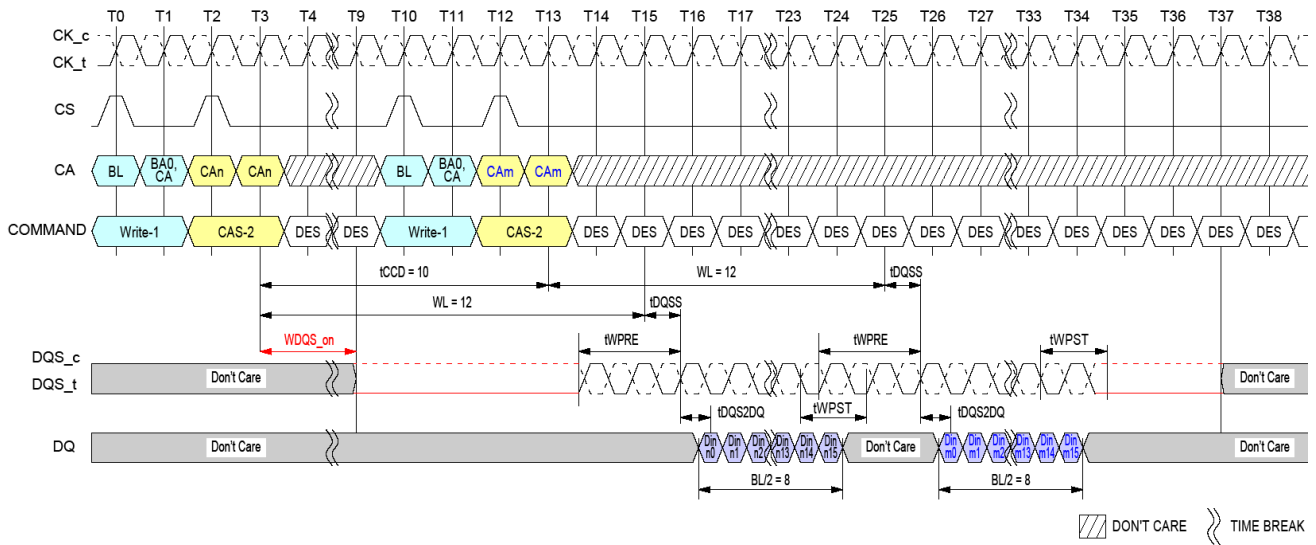 T0 T1 T2 T3 T4 T9 T10 T11 T12 T13 T14 T15 T16 T17 T23 T24 T25 T26 T27 T28 T33 T34 T35 T36 T37 T38
CK_c
CK_t
CS
CA BL BA0, CA CAn CAn BL BA0, CA CAm CAm
COMMAND Write-1 CAS-2 DES DES Write-1 CAS-2 DES DES DES DES DES DES DES DES DES DES DES DES DES DES DES
tCCD = 10 WL = 12 tDQSS
WL = 12 tDQSS
WDQS_on tWPRE tWPRE tWPST
DQS_c
DQS_t Don't Care Don't Care
tDQS2DQ tWPST tDQS2DQ
DQ Don't Care Din n0 Din n1 Din n2 Din n13 Din n14 Din n15 Don't Care Din m0 Din m1 Din m2 Din m13 Din m14 Din m15 Don't Care
BL/2 = 8 BL/2 = 8
DON'T CARE TIME BREAK